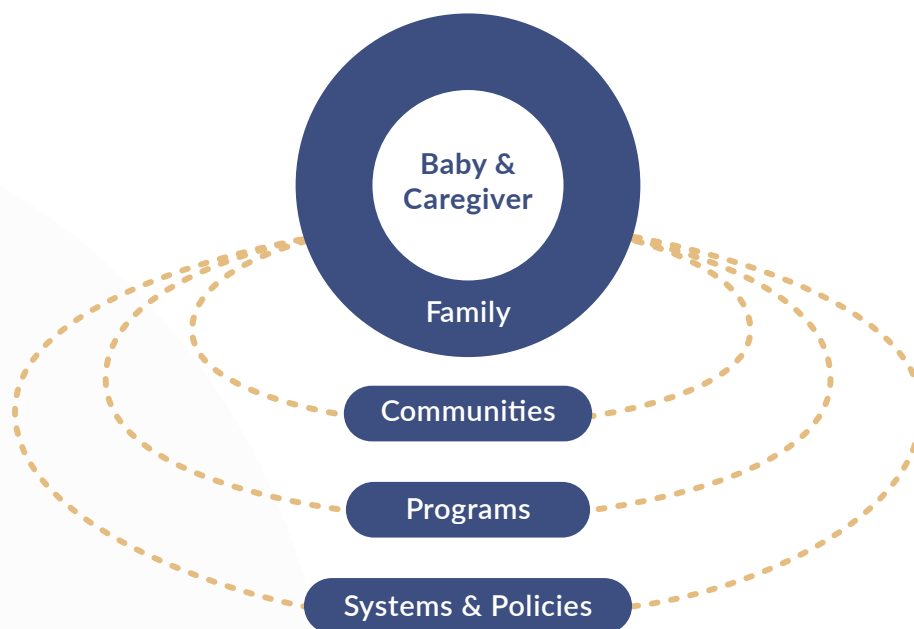 Baby &
Caregiver
Family
Communities
Programs
Systems & Policies